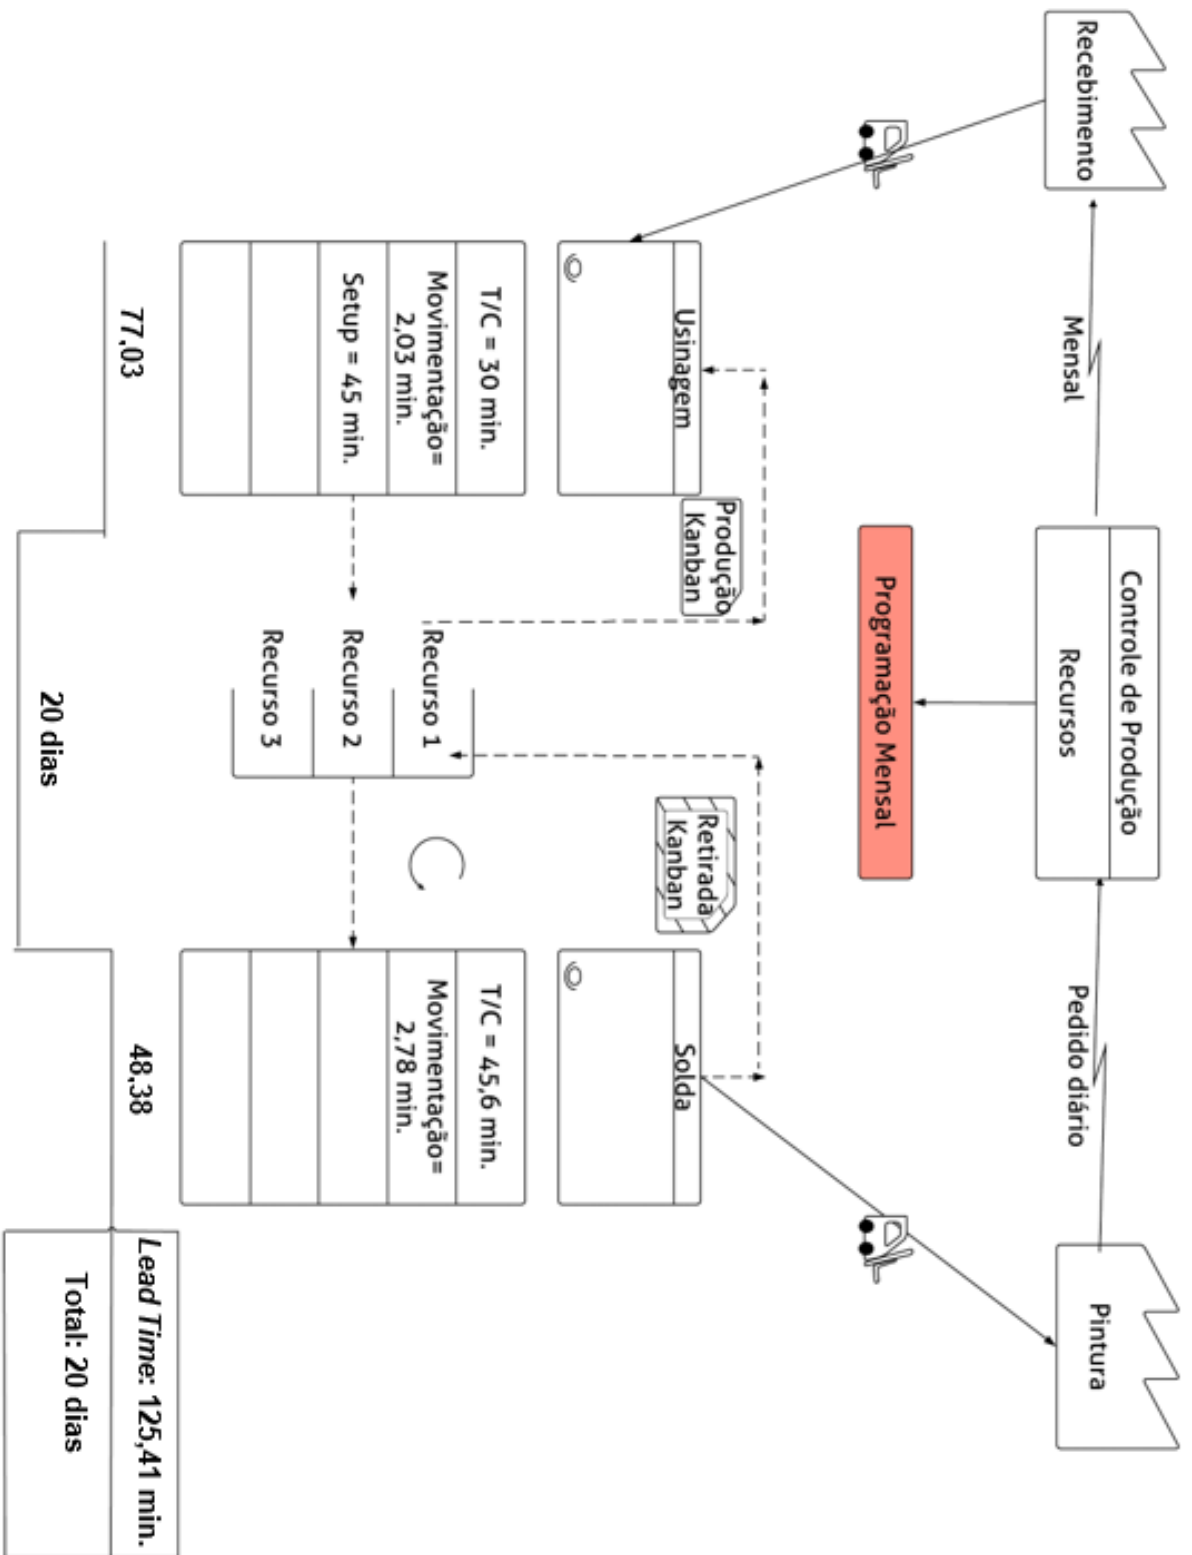 Recebimento
Mensal
Controle de Produção
Recursos
Pedido diário
Pintura
Programação Mensal
Usinagem
Produção
Kanban
Retirada
Kanban
Solda
T/C = 30 min.
Movimentação=
2,03 min.
Setup = 45 min.
Recurso 1
Recurso 2
Recurso 3
T/C = 45,6 min.
Movimentação=
2,78 min.
77,03
20 dias
48,38
Lead Time: 125,41 min.
Total: 20 dias